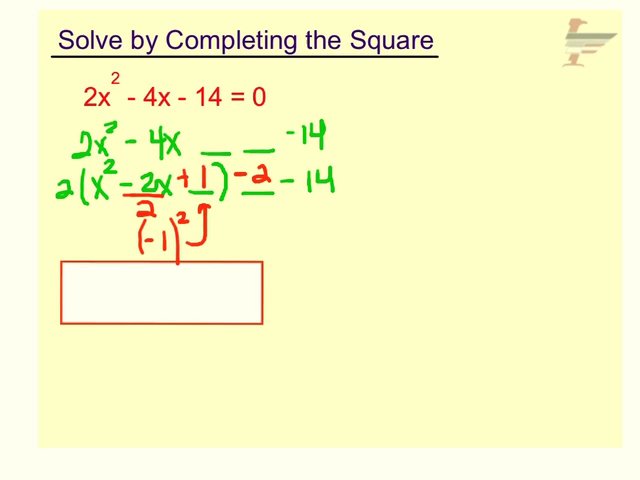 Solve by Completing the Square
2x² - 4x - 14 = 0
2x² - 4x __ __ -14
2(x² - 2x + 1) - 2 - 14
2
(-1)²